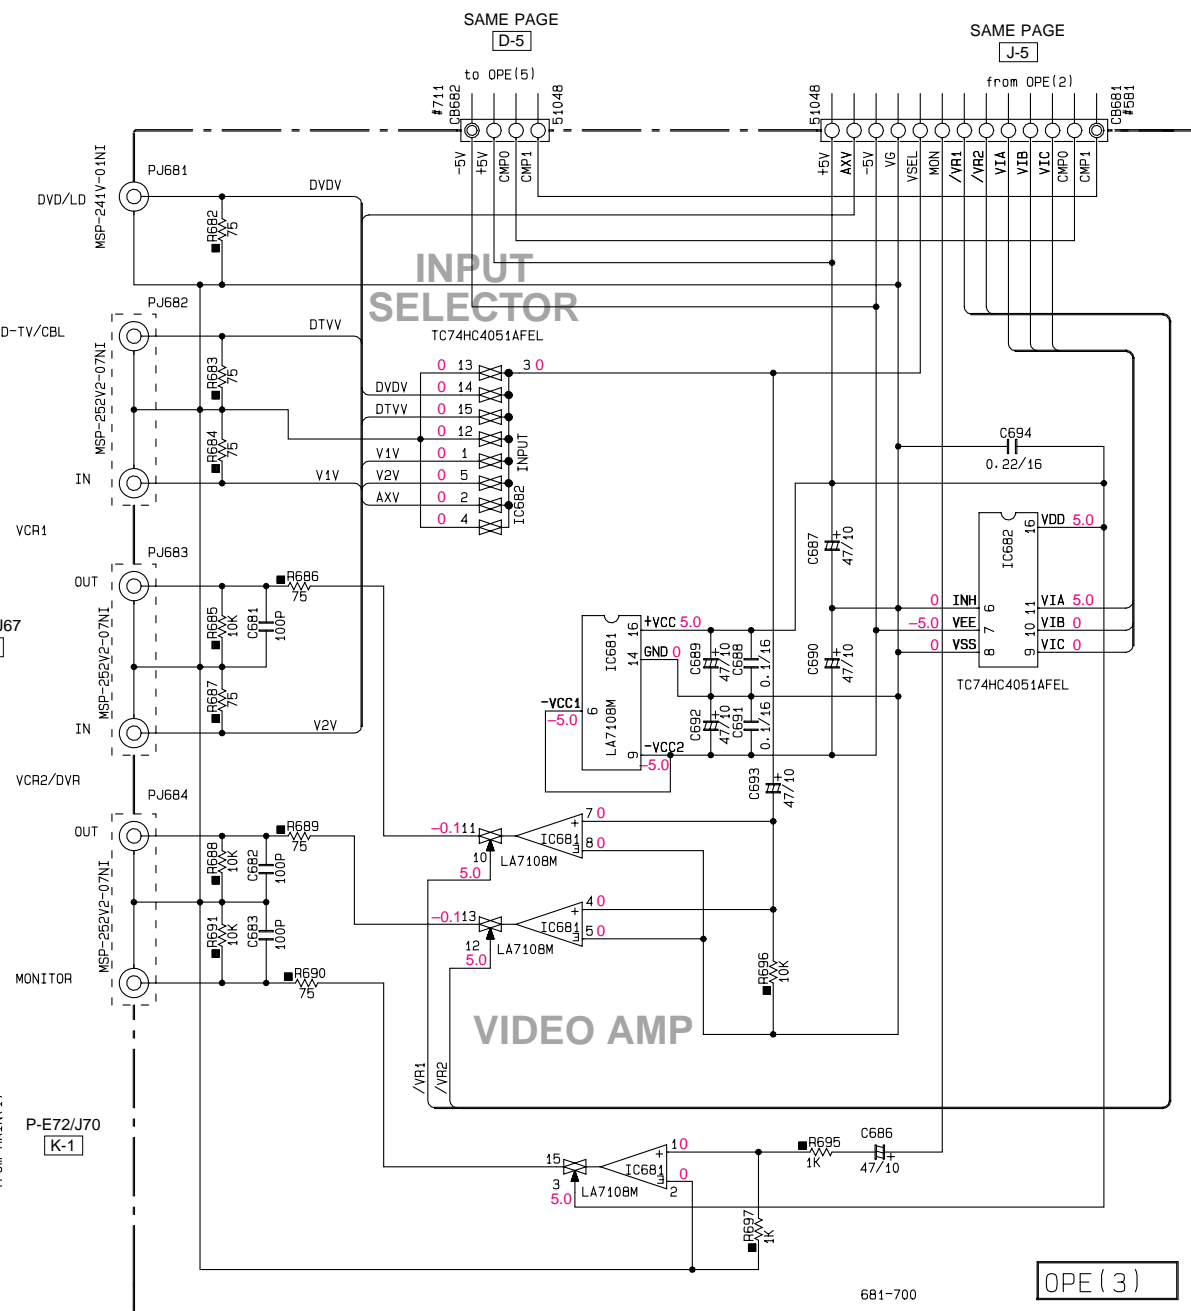 SAME PAGE
D-5
to OPE(5)
SAME PAGE
J-5
from OPE(2)
#711
CB682
51048
51048
CB681
#581
-5V
+5V
CMP0
CMP1
+5V
AXV
-5V
VG
VSEL
MON
/VR1
/VR2
VIA
VIB
VIC
CMP0
CMP1
PJ681
MSP-241V-01NI
DVD/LD
DVDV
R682
75
INPUT
SELECTOR
TC74HC4051AFEL
PJ682
D-TV/CBL
MSP-252V2-07NI
DTVV
R683
75
R684
75
IN
V1V
0 13
3 0
DVDV 0 14
DTVV 0 15
0 12
V1V 0 1
V2V 0 5
AXV 0 2
0 4
INPUT
IC682
C694
0.22/16
VCR1
PJ683
OUT
MSP-252V2-07NI
R686
75
R685
10K
C681
100P
R687
75
IN
V2V
J67
C687
47/10
C690
47/10
IC682
16 VDD 5.0
0 INH 6
-5.0 VEE 7
0 VSS 8
11 VIA 5.0
10 VIB 0
9 VIC 0
TC74HC4051AFEL
IC681
LA7108M
16 +VCC 5.0
14 GND 0
-VCC1
-5.0
6
9 -VCC2
-5.0
C689
47/10
C688
0.1/16
C692
47/10
C691
0.1/16
C693
47/10
VCR2/DVR
PJ684
OUT
MSP-252V2-07NI
R689
75
R688
10K
C682
100P
R691
10K
C683
100P
MONITOR
R690
75
-0.1 11
10
5.0
+
E
7 0
8 0
IC681
LA7108M
-0.1 13
12
5.0
+
E
4 0
5 0
IC681
LA7108M
R696
10K
VIDEO AMP
/VR1
/VR2
P-E72/J70
K-1
15
3
5.0
+
E
1 0
0
2
IC681
LA7108M
R695
1K
C686
47/10
R697
1K
681-700
OPE(3)